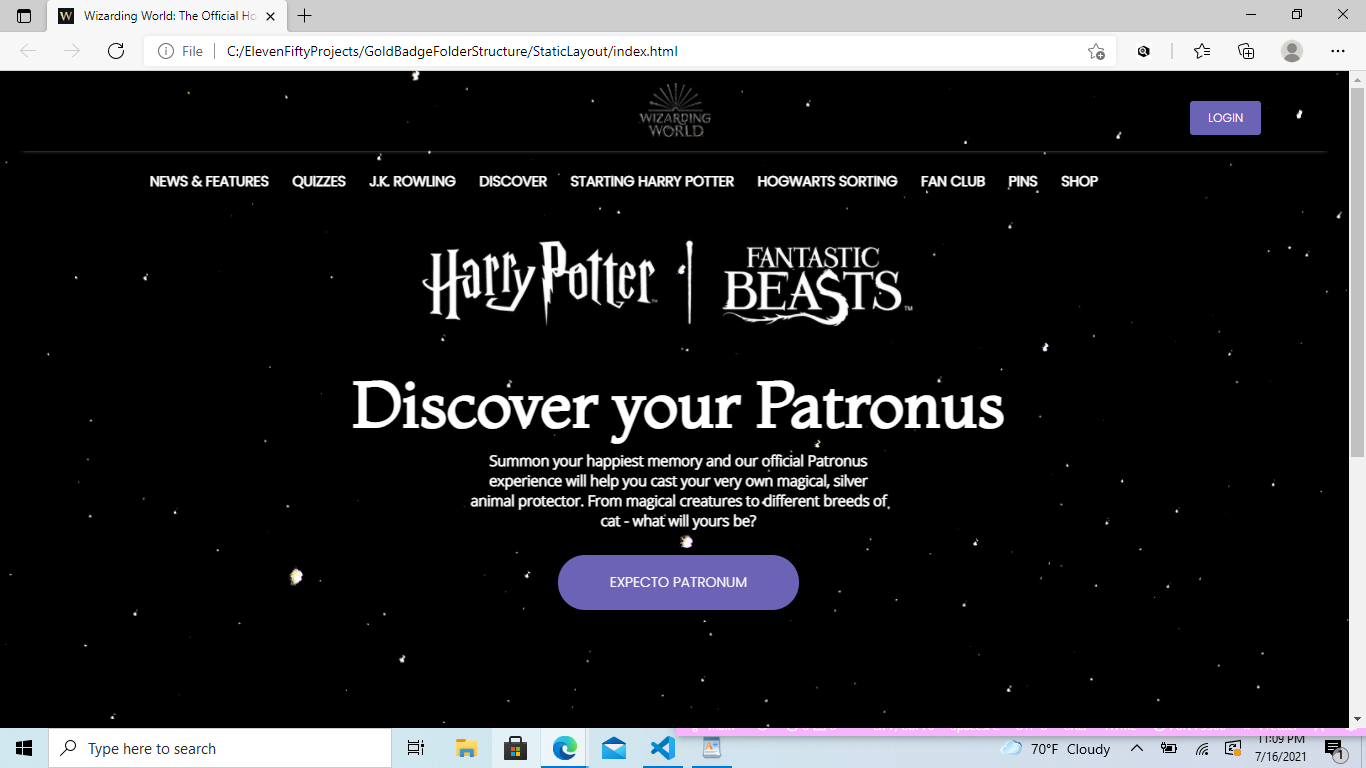 Wizarding World: The Official Ho
File
C:/ElevenFiftyProjects/GoldBadgeFolderStructure/StaticLayout/index.html
WIZARDING
WORLD
LOGIN
NEWS & FEATURES QUIZZES J.K. ROWLING DISCOVER STARTING HARRY POTTER HOGWARTS SORTING FAN CLUB PINS SHOP
Harry Potter ™
FANTASTIC
BEASTS ™
Discover your Patronus
Summon your happiest memory and our official Patronus
experience will help you cast your very own magical, silver
animal protector. From magical creatures to different breeds of
cat - what will yours be?
EXPECTO PATRONUM
Type here to search
70°F Cloudy
11:09 PM
7/16/2021
1